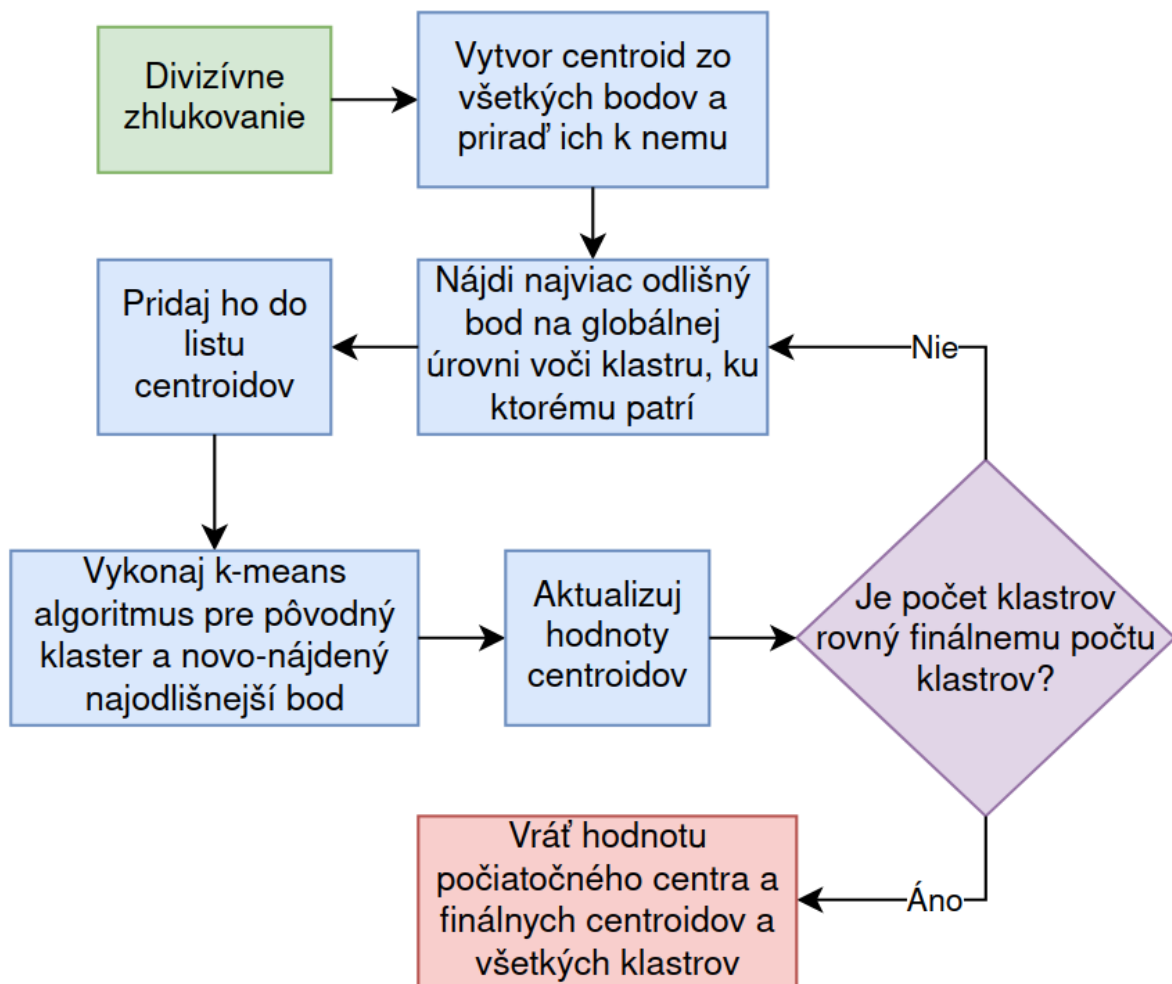 Divizívne
zhlukovanie
Vytvor centroid zo
všetkých bodov a
priraď ich k nemu
Nájdi najviac odlišný
bod na globálnej
úrovni voči klastru, ku
ktorému patrí
Pridaj ho do
listu
centroidov
Vykonaj k-means
algoritmus pre pôvodný
klaster a novo-nájdený
najodlišnejší bod
Aktualizuj
hodnoty
centroidov
Je počet klastrov
rovný finálnemu počtu
klastrov?
Nie
Áno
Vráť hodnotu
počiatočného centra a
finálnych centroidov a
všetkých klastrov